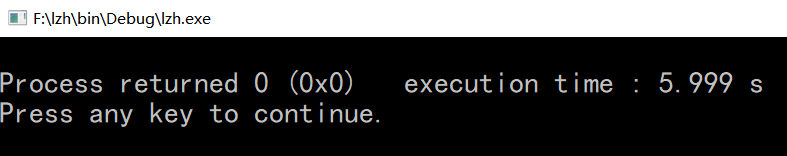 F:\lzh\bin\Debug\lzh.exe
Process returned 0 (0x0)   execution time : 5.999 s
Press any key to continue.